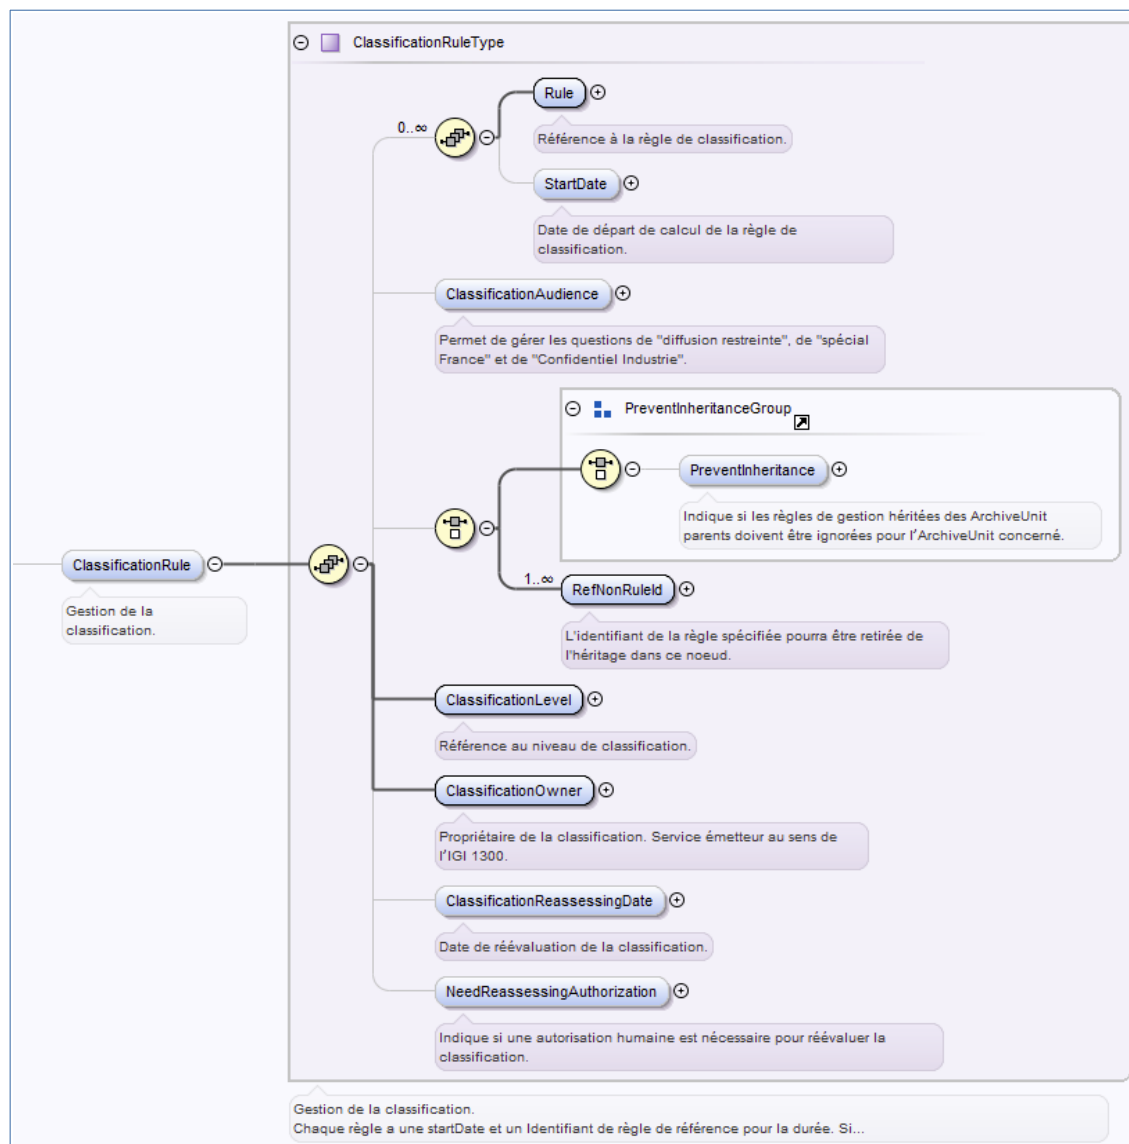 ClassificationRuleType
Rule
0..∞
Référence à la règle de classification.
StartDate
Date de départ de calcul de la règle de
classification.
ClassificationAudience
Permet de gérer les questions de "diffusion restreinte", de "spécial
France" et de "Confidentiel Industrie".
PreventInheritanceGroup
PreventInheritance
Indique si les règles de gestion héritées des ArchiveUnit
parents doivent être ignorées pour l'ArchiveUnit concerné.
ClassificationRule
Gestion de la
classification.
1..∞
RefNonRuleId
L'identifiant de la règle spécifiée pourra être retirée de
l'héritage dans ce noeud.
ClassificationLevel
Référence au niveau de classification.
ClassificationOwner
Propriétaire de la classification. Service émetteur au sens de
l'IGI 1300.
ClassificationReassessingDate
Date de réévaluation de la classification.
NeedReassessingAuthorization
Indique si une autorisation humaine est nécessaire pour réévaluer la
classification.
Gestion de la classification.
Chaque règle a une startDate et un Identifiant de règle de référence pour la durée. Si...